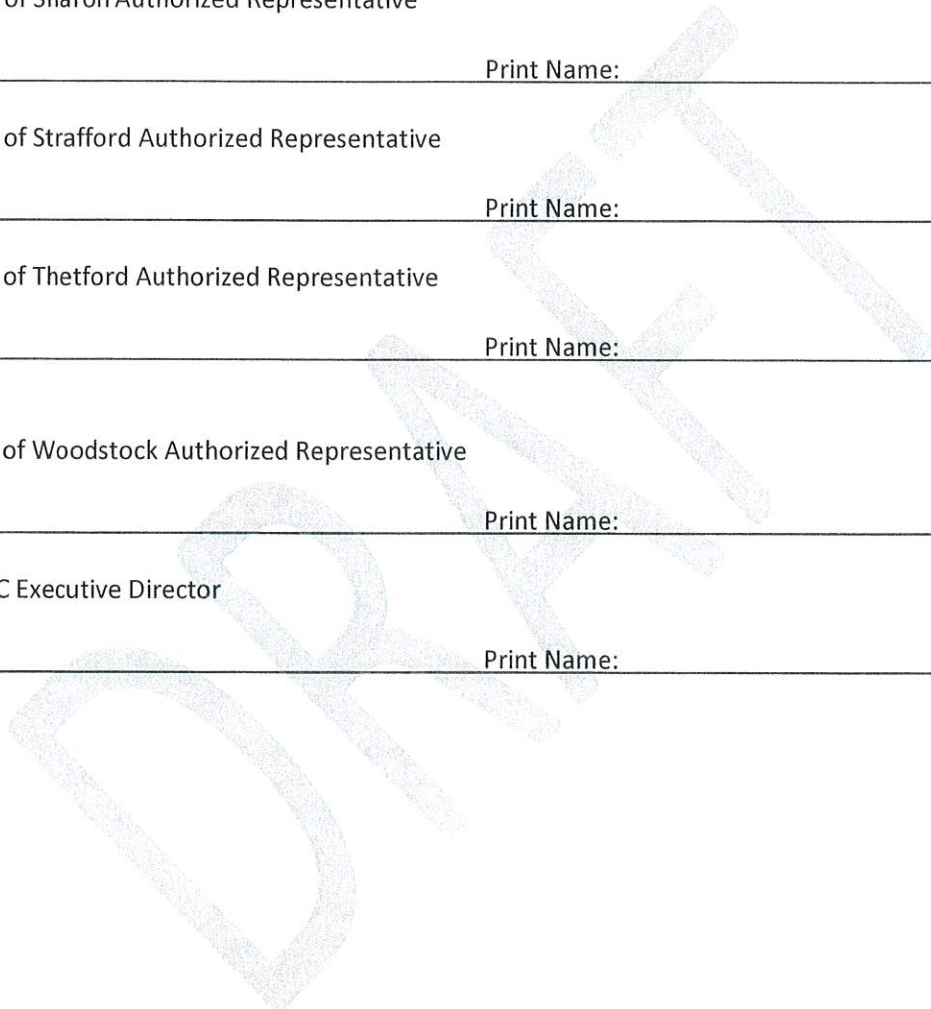 of Sharon Authorized Representative
Print Name:
of Strafford Authorized Representative
Print Name:
of Thetford Authorized Representative
Print Name:
of Woodstock Authorized Representative
Print Name:
C Executive Director
Print Name:
DRAFT